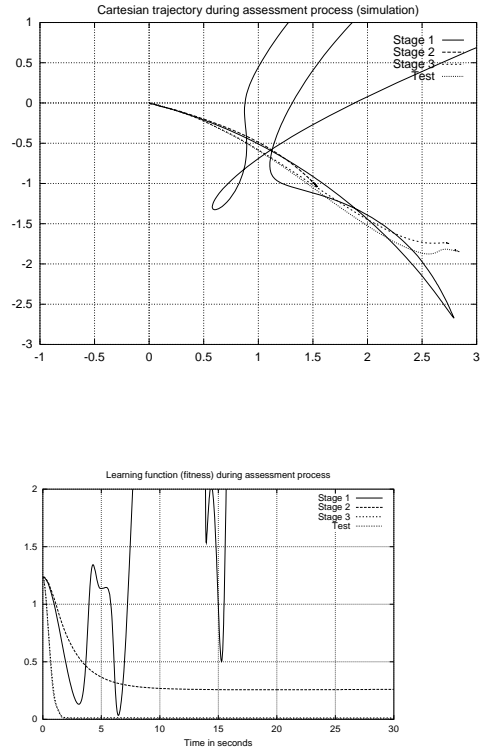 Cartesian trajectory during assessment process (simulation)
1
0.5
0
-0.5
-1
-1.5
-2
-2.5
-3
Stage 1
Stage 2
Stage 3
Test
-1 -0.5 0 0.5 1 1.5 2 2.5 3
Learning function (fitness) during assessment process
2
1.5
1
0.5
0
Stage 1
Stage 2
Stage 3
Test
0 5 10 15 20 25 30
Time in seconds